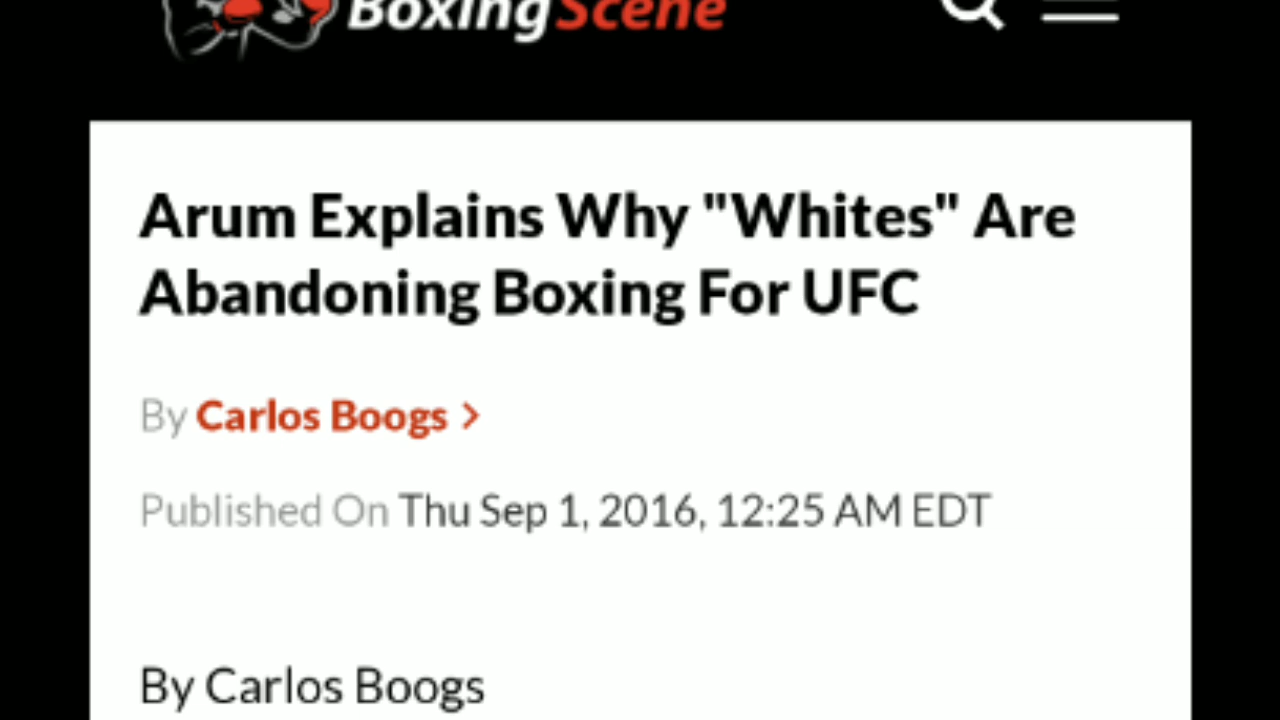 BoxingScene
Arum Explains Why "Whites" Are
Abandoning Boxing For UFC
By Carlos Boogs >
Published On Thu Sep 1, 2016, 12:25 AM EDT
By Carlos Boogs